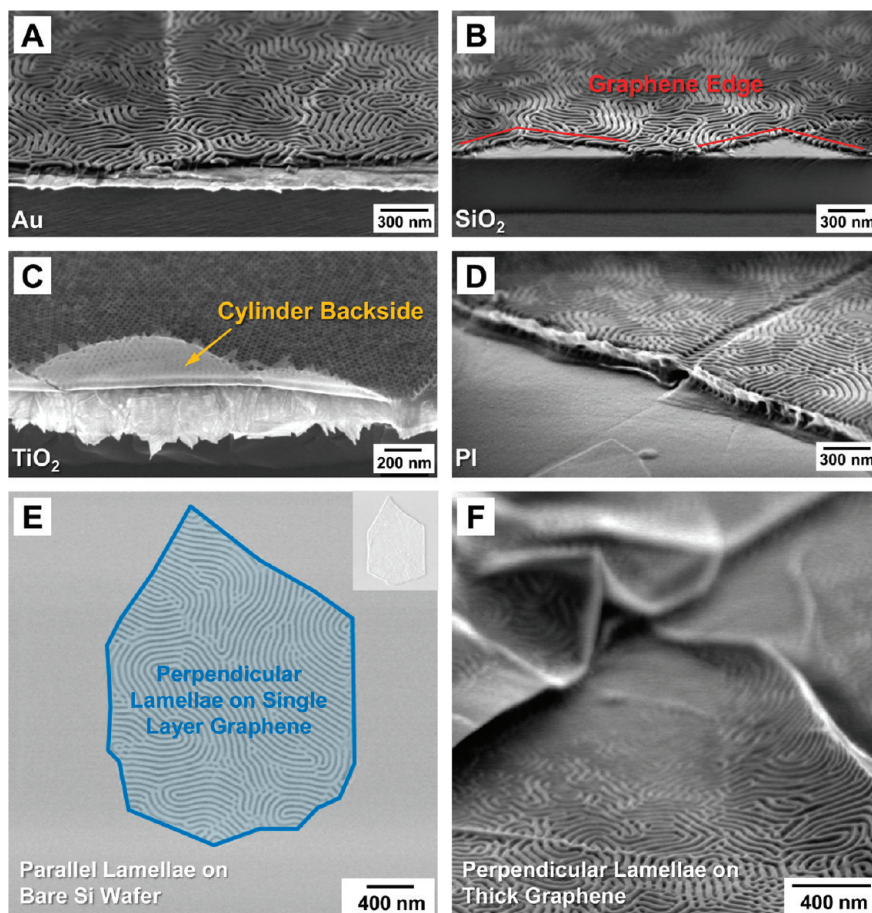 A
Au
300 nm
B
Graphene Edge
SiO₂
300 nm
C
Cylinder Backside
TiO₂
200 nm
D
PI
300 nm
E
Perpendicular
Lamellae on Single
Layer Graphene
Parallel Lamellae on
Bare Si Wafer
400 nm
F
Perpendicular Lamellae on
Thick Graphene
400 nm